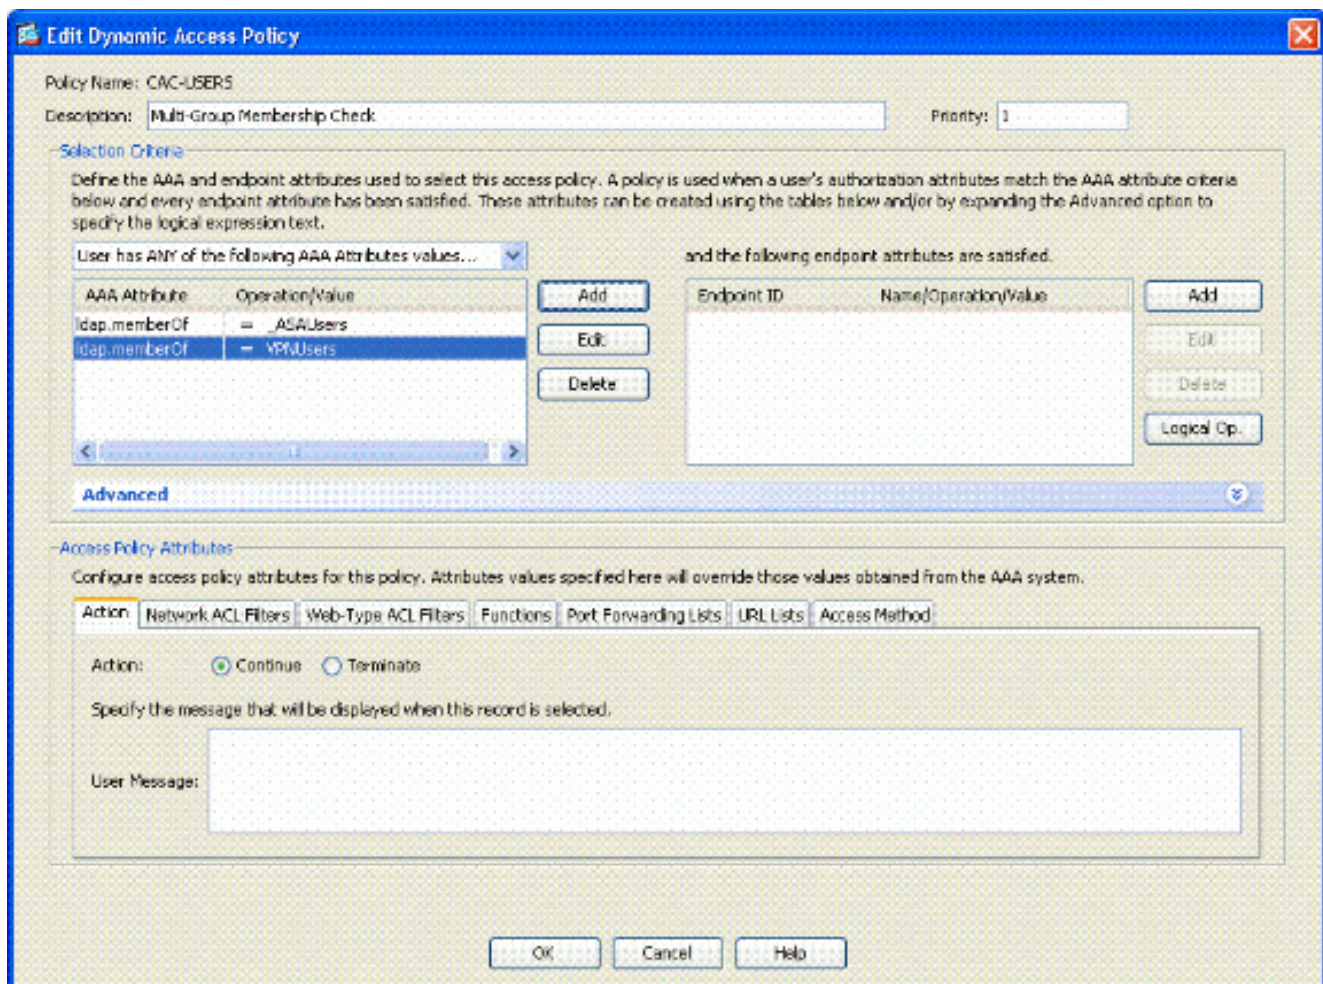 Edit Dynamic Access Policy
Policy Name: CAC-USERS
Description: Multi-Group Membership Check Priority: 1
Selection Criteria
Define the AAA and endpoint attributes used to select this access policy. A policy is used when a user's authorization attributes match the AAA attribute criteria
below and every endpoint attribute has been satisfied. These attributes can be created using the tables below and/or by expanding the Advanced option to
specify the logical expression text.
User has ANY of the following AAA Attributes values... and the following endpoint attributes are satisfied.
AAA Attribute Operation/Value Add Endpoint ID Name/Operation/Value Add
ldap.memberOf = _ASAUsers
ldap.memberOf = VPNUsers
Edit Edit
Delete Delete
Logical Op.
Advanced
Access Policy Attributes
Configure access policy attributes for this policy. Attributes values specified here will override those values obtained from the AAA system.
Action Network ACL Filters Web-Type ACL Filters Functions Port Forwarding Lists URL Lists Access Method
Action: Continue Terminate
Specify the message that will be displayed when this record is selected.
User Message:
OK Cancel Help